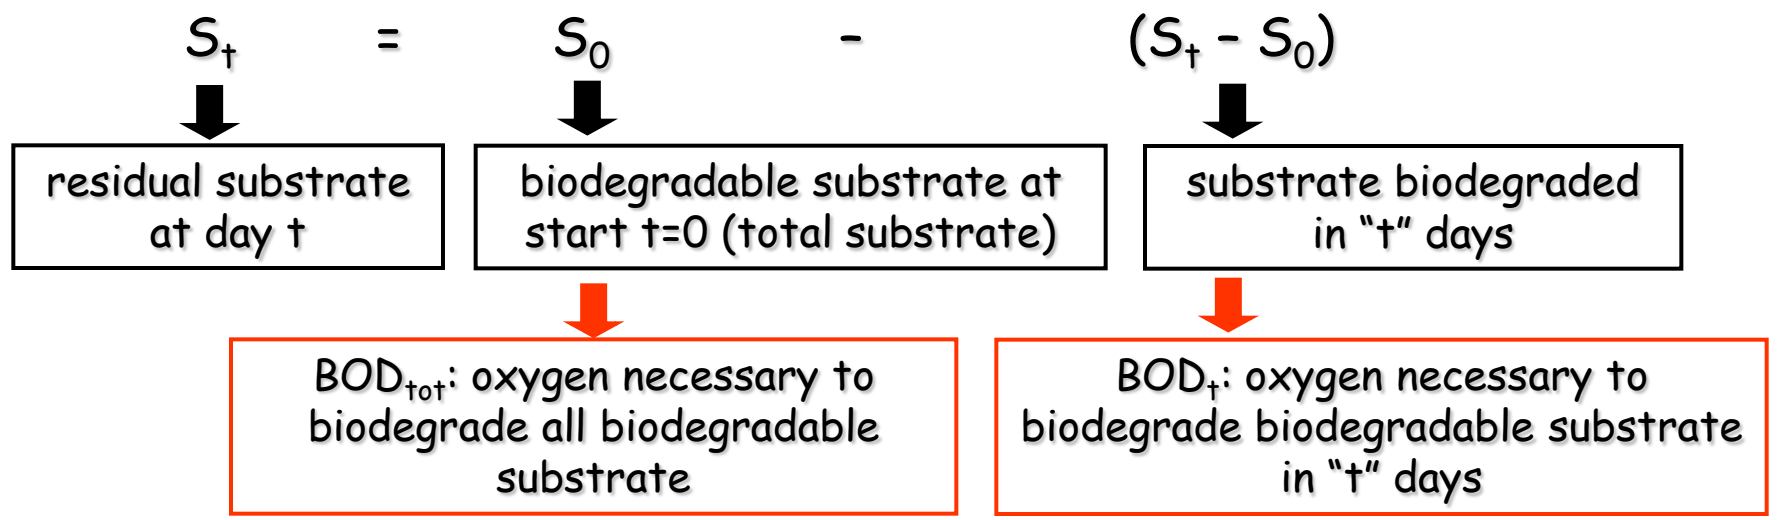 Sₜ = S₀ - (Sₜ - S₀)
residual substrate
at day t
biodegradable substrate at
start t=0 (total substrate)
substrate biodegraded
in “t” days
BODₜₒₜ: oxygen necessary to
biodegrade all biodegradable
substrate
BODₜ: oxygen necessary to
biodegrade biodegradable substrate
in “t” days